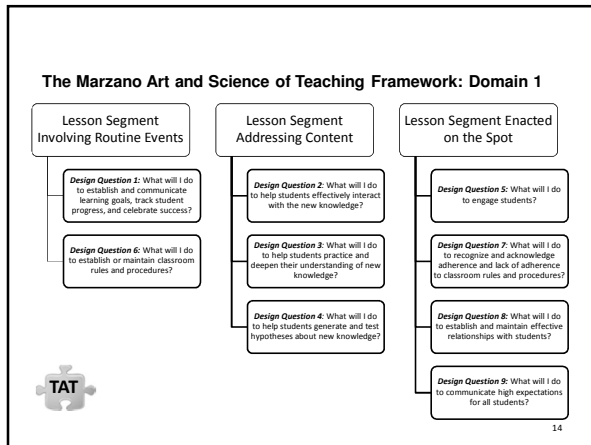 The Marzano Art and Science of Teaching Framework: Domain 1
Lesson Segment
Involving Routine Events
Design Question 1: What will I do
to establish and communicate
learning goals, track student
progress, and celebrate success?
Design Question 6: What will I do
to establish or maintain classroom
rules and procedures?
Lesson Segment
Addressing Content
Design Question 2: What will I do
to help students effectively interact
with the new knowledge?
Design Question 3: What will I do
to help students practice and
deepen their understanding of new
knowledge?
Design Question 4: What will I do
to help students generate and test
hypotheses about new knowledge?
Lesson Segment Enacted
on the Spot
Design Question 5: What will I do
to engage students?
Design Question 7: What will I do
to recognize and acknowledge
adherence and lack of adherence
to classroom rules and procedures?
Design Question 8: What will I do
to establish and maintain effective
relationships with students?
Design Question 9: What will I do
to communicate high expectations
for all students?
TAT
14